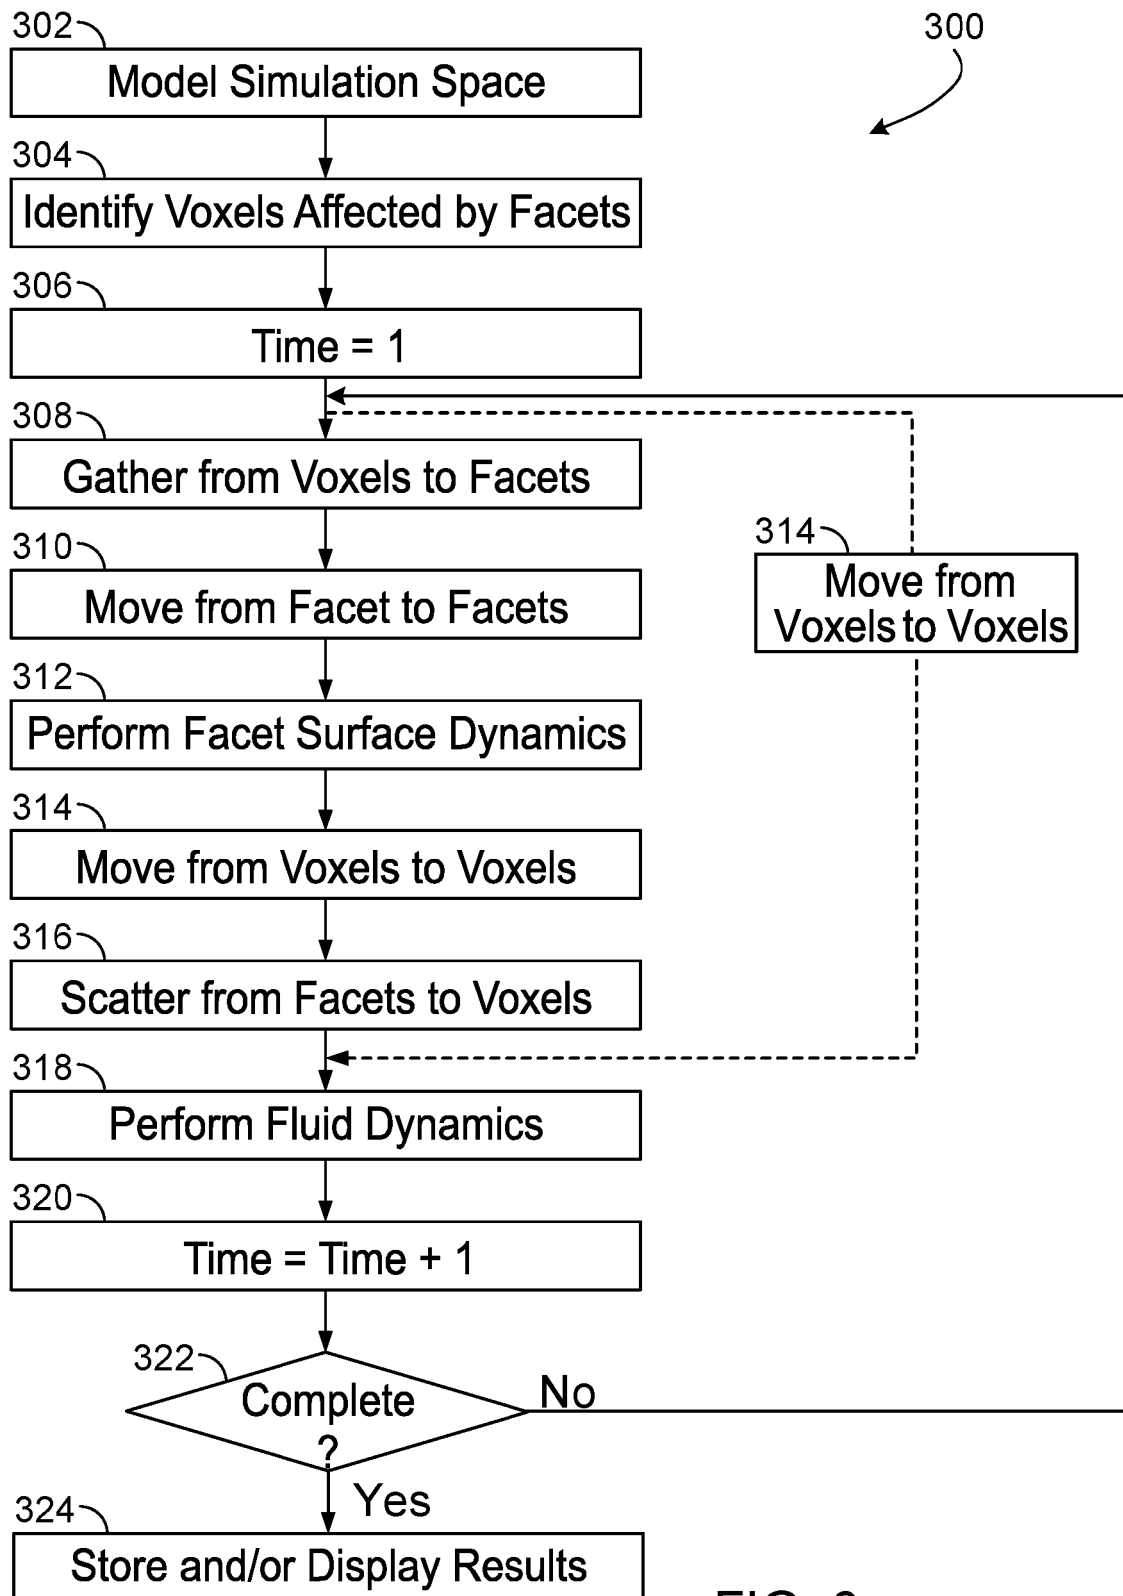 302
300
Model Simulation Space
304
Identify Voxels Affected by Facets
306
Time = 1
308
Gather from Voxels to Facets
310
Move from Facet to Facets
314
Move from
Voxels to Voxels
312
Perform Facet Surface Dynamics
314
Move from Voxels to Voxels
316
Scatter from Facets to Voxels
318
Perform Fluid Dynamics
320
Time = Time + 1
322
Complete
?
No
Yes
324
Store and/or Display Results